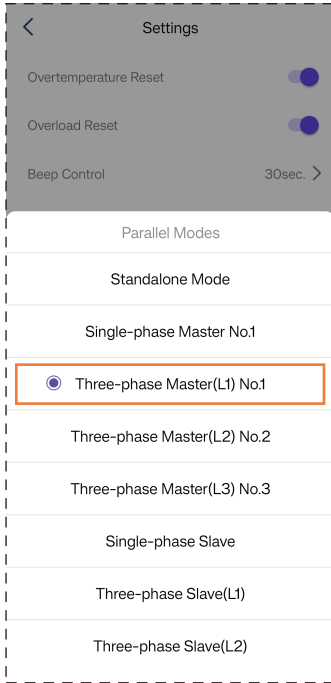 Settings
Overtemperature Reset
Overload Reset
Beep Control 30sec.
Parallel Modes
Standalone Mode
Single-phase Master No.1
Three-phase Master(L1) No.1
Three-phase Master(L2) No.2
Three-phase Master(L3) No.3
Single-phase Slave
Three-phase Slave(L1)
Three-phase Slave(L2)